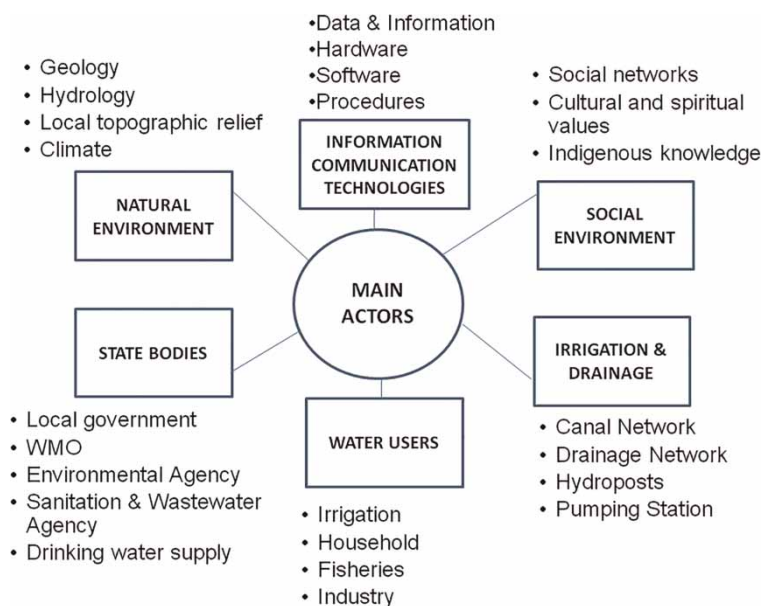 •Data & Information
•Hardware
•Software
•Procedures
• Geology
• Hydrology
• Local topographic relief
• Climate
• Social networks
• Cultural and spiritual
values
• Indigenous knowledge
INFORMATION
COMMUNICATION
TECHNOLOGIES
NATURAL
ENVIRONMENT
SOCIAL
ENVIRONMENT
MAIN
ACTORS
STATE BODIES
IRRIGATION &
DRAINAGE
WATER USERS
• Local government
• WMO
• Environmental Agency
• Sanitation & Wastewater
Agency
• Drinking water supply
• Canal Network
• Drainage Network
• Hydroposts
• Pumping Station
• Irrigation
• Household
• Fisheries
• Industry